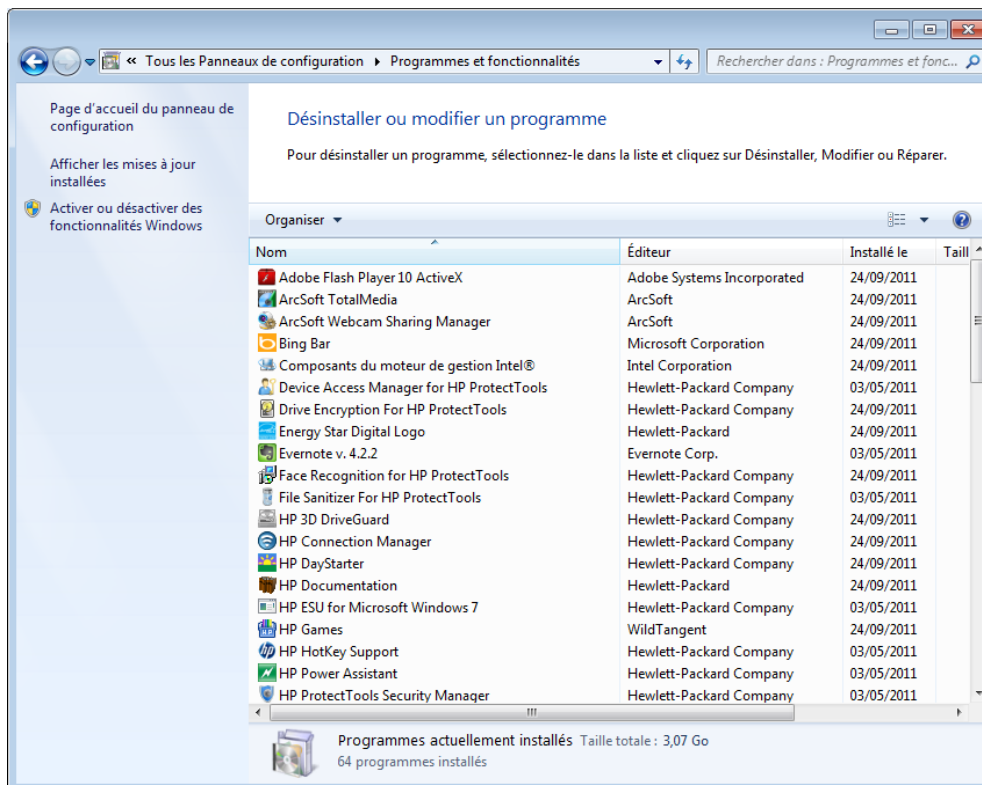 « Tous les Panneaux de configuration ▸ Programmes et fonctionnalités
Rechercher dans : Programmes et fonc...
Page d'accueil du panneau de
configuration
Afficher les mises à jour
installées
Activer ou désactiver des
fonctionnalités Windows
Désinstaller ou modifier un programme
Pour désinstaller un programme, sélectionnez-le dans la liste et cliquez sur Désinstaller, Modifier ou Réparer.
Organiser
Nom Éditeur Installé le Taill
Adobe Flash Player 10 ActiveX Adobe Systems Incorporated 24/09/2011
ArcSoft TotalMedia ArcSoft 24/09/2011
ArcSoft Webcam Sharing Manager ArcSoft 24/09/2011
Bing Bar Microsoft Corporation 24/09/2011
Composants du moteur de gestion Intel® Intel Corporation 24/09/2011
Device Access Manager for HP ProtectTools Hewlett-Packard Company 03/05/2011
Drive Encryption For HP ProtectTools Hewlett-Packard Company 24/09/2011
Energy Star Digital Logo Hewlett-Packard 24/09/2011
Evernote v. 4.2.2 Evernote Corp. 03/05/2011
Face Recognition for HP ProtectTools Hewlett-Packard Company 24/09/2011
File Sanitizer For HP ProtectTools Hewlett-Packard Company 03/05/2011
HP 3D DriveGuard Hewlett-Packard Company 24/09/2011
HP Connection Manager Hewlett-Packard Company 24/09/2011
HP DayStarter Hewlett-Packard Company 24/09/2011
HP Documentation Hewlett-Packard 24/09/2011
HP ESU for Microsoft Windows 7 Hewlett-Packard Company 03/05/2011
HP Games WildTangent 24/09/2011
HP HotKey Support Hewlett-Packard Company 03/05/2011
HP Power Assistant Hewlett-Packard Company 03/05/2011
HP ProtectTools Security Manager Hewlett-Packard Company 03/05/2011
Programmes actuellement installés Taille totale : 3,07 Go
64 programmes installés